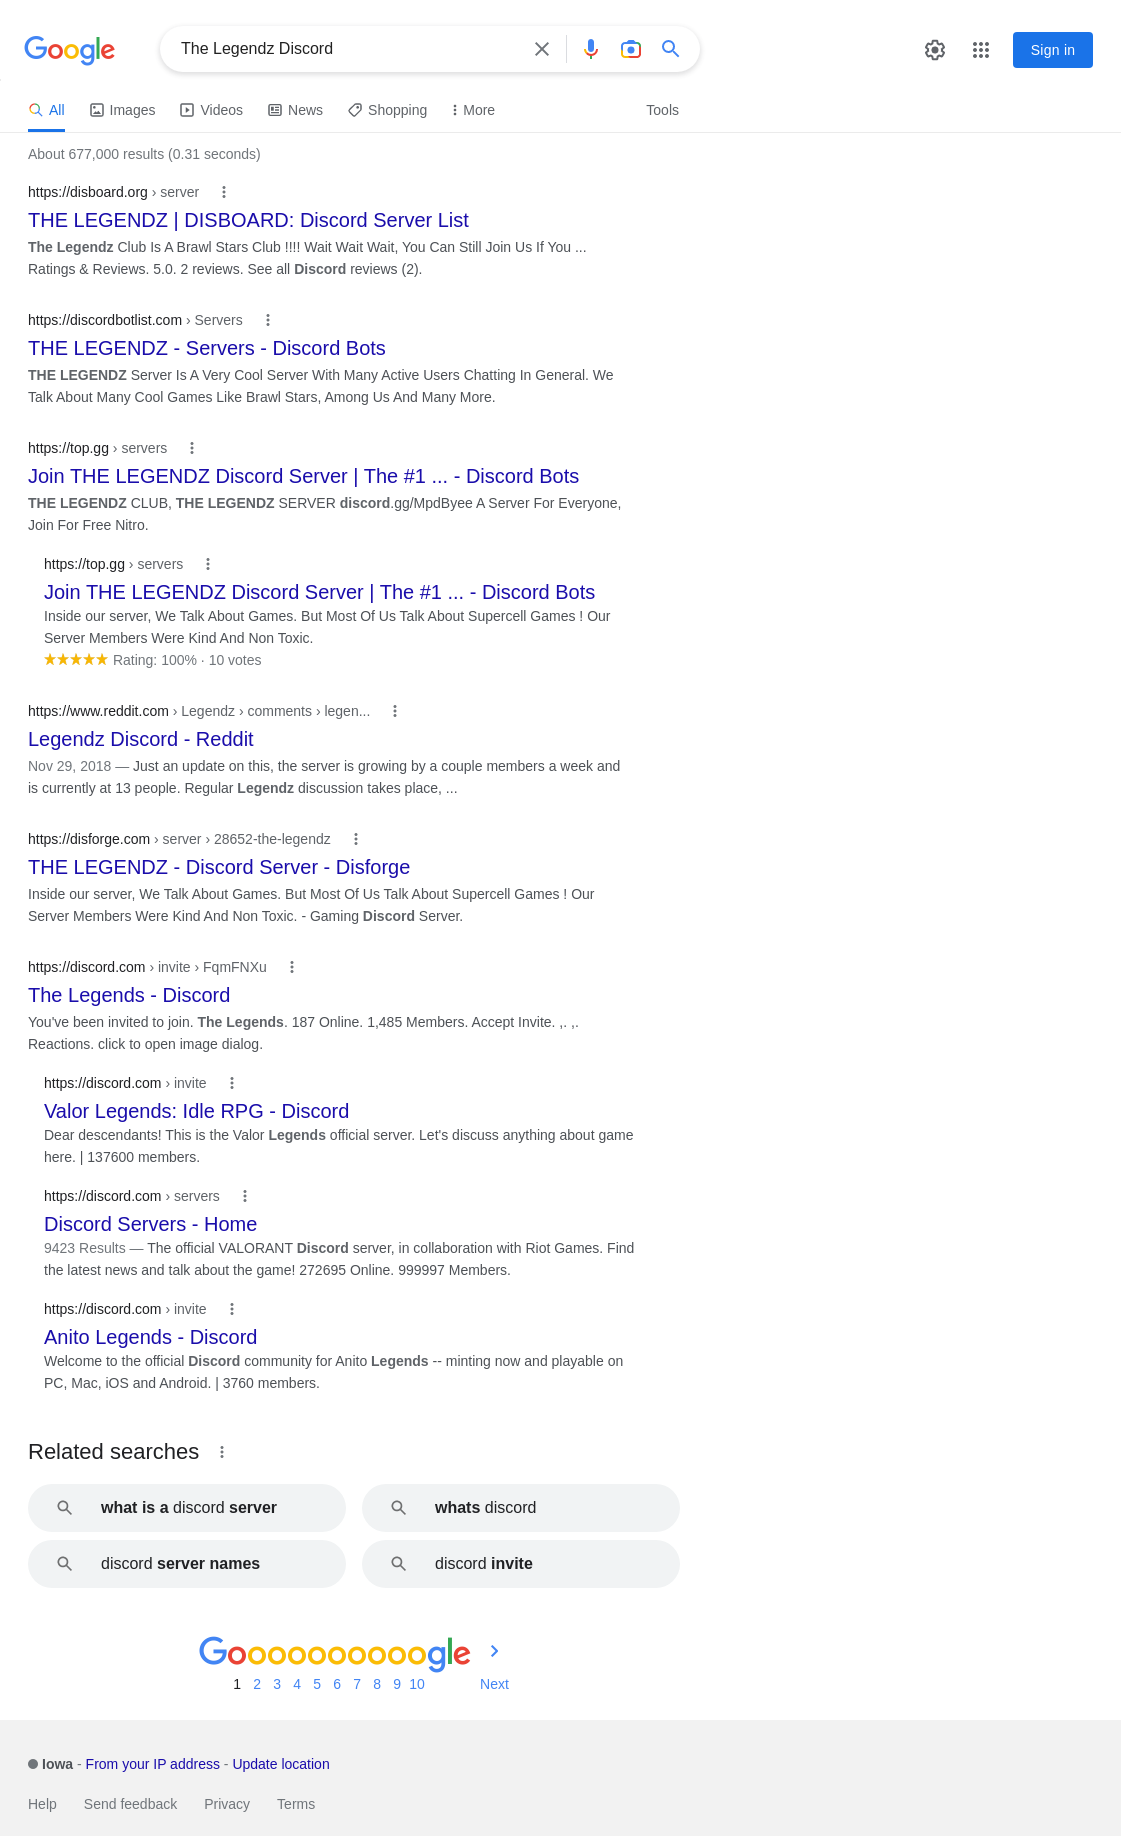 Google
The Legendz Discord
Sign in
All Images Videos News Shopping More Tools
About 677,000 results (0.31 seconds)
https://disboard.org › server
THE LEGENDZ | DISBOARD: Discord Server List
The Legendz Club Is A Brawl Stars Club !!!! Wait Wait Wait, You Can Still Join Us If You ...
Ratings & Reviews. 5.0. 2 reviews. See all Discord reviews (2).
https://discordbotlist.com › Servers
THE LEGENDZ - Servers - Discord Bots
THE LEGENDZ Server Is A Very Cool Server With Many Active Users Chatting In General. We
Talk About Many Cool Games Like Brawl Stars, Among Us And Many More.
https://top.gg › servers
Join THE LEGENDZ Discord Server | The #1 ... - Discord Bots
THE LEGENDZ CLUB, THE LEGENDZ SERVER discord.gg/MpdByee A Server For Everyone,
Join For Free Nitro.
https://top.gg › servers
Join THE LEGENDZ Discord Server | The #1 ... - Discord Bots
Inside our server, We Talk About Games. But Most Of Us Talk About Supercell Games ! Our
Server Members Were Kind And Non Toxic.
Rating: 100% · 10 votes
https://www.reddit.com › Legendz › comments › legen...
Legendz Discord - Reddit
Nov 29, 2018 — Just an update on this, the server is growing by a couple members a week and
is currently at 13 people. Regular Legendz discussion takes place, ...
https://disforge.com › server › 28652-the-legendz
THE LEGENDZ - Discord Server - Disforge
Inside our server, We Talk About Games. But Most Of Us Talk About Supercell Games ! Our
Server Members Were Kind And Non Toxic. - Gaming Discord Server.
https://discord.com › invite › FqmFNXu
The Legends - Discord
You've been invited to join. The Legends. 187 Online. 1,485 Members. Accept Invite. ,. ,.
Reactions. click to open image dialog.
https://discord.com › invite
Valor Legends: Idle RPG - Discord
Dear descendants! This is the Valor Legends official server. Let's discuss anything about game
here. | 137600 members.
https://discord.com › servers
Discord Servers - Home
9423 Results — The official VALORANT Discord server, in collaboration with Riot Games. Find
the latest news and talk about the game! 272695 Online. 999997 Members.
https://discord.com › invite
Anito Legends - Discord
Welcome to the official Discord community for Anito Legends -- minting now and playable on
PC, Mac, iOS and Android. | 3760 members.
Related searches
what is a discord server
whats discord
discord server names
discord invite
Goooooooooogle
1 2 3 4 5 6 7 8 9 10 Next
Iowa - From your IP address - Update location
Help Send feedback Privacy Terms